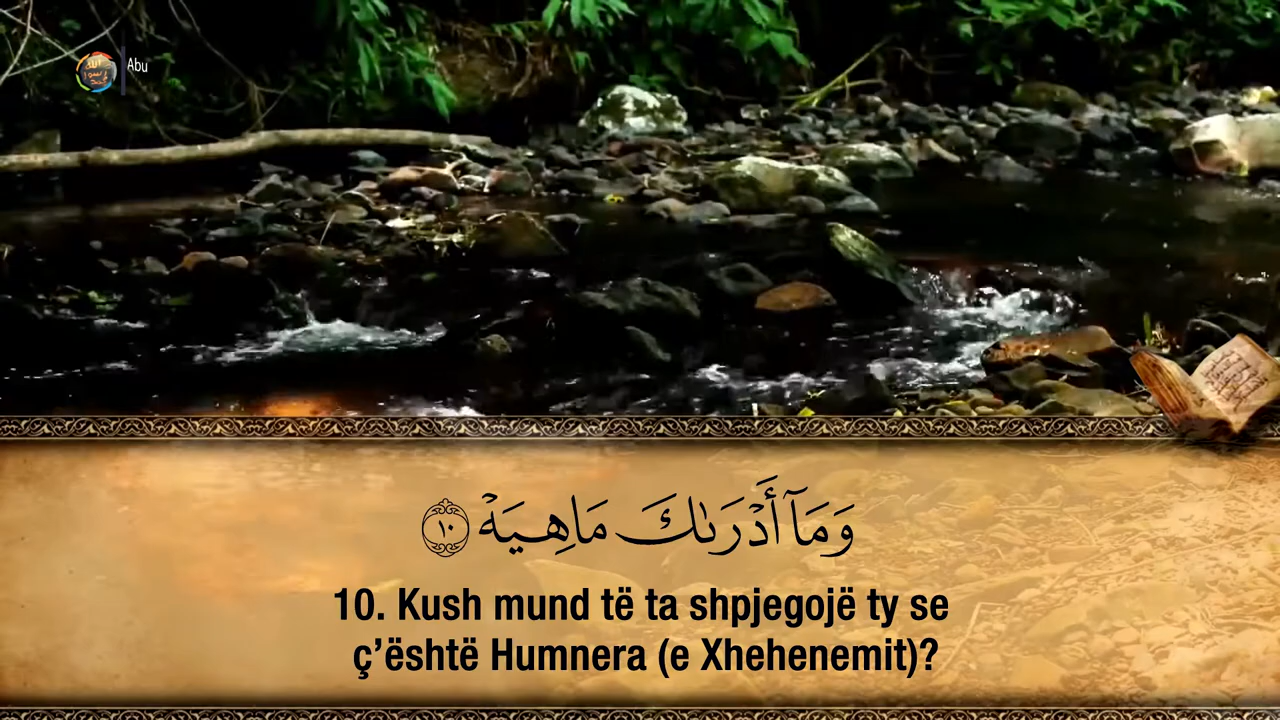 Abu
وَمَآ أَدْرَىٰكَ مَاهِيَهْ ١٠
10. Kush mund të ta shpjegojë ty se
ç’është Humnera (e Xhehenemit)?